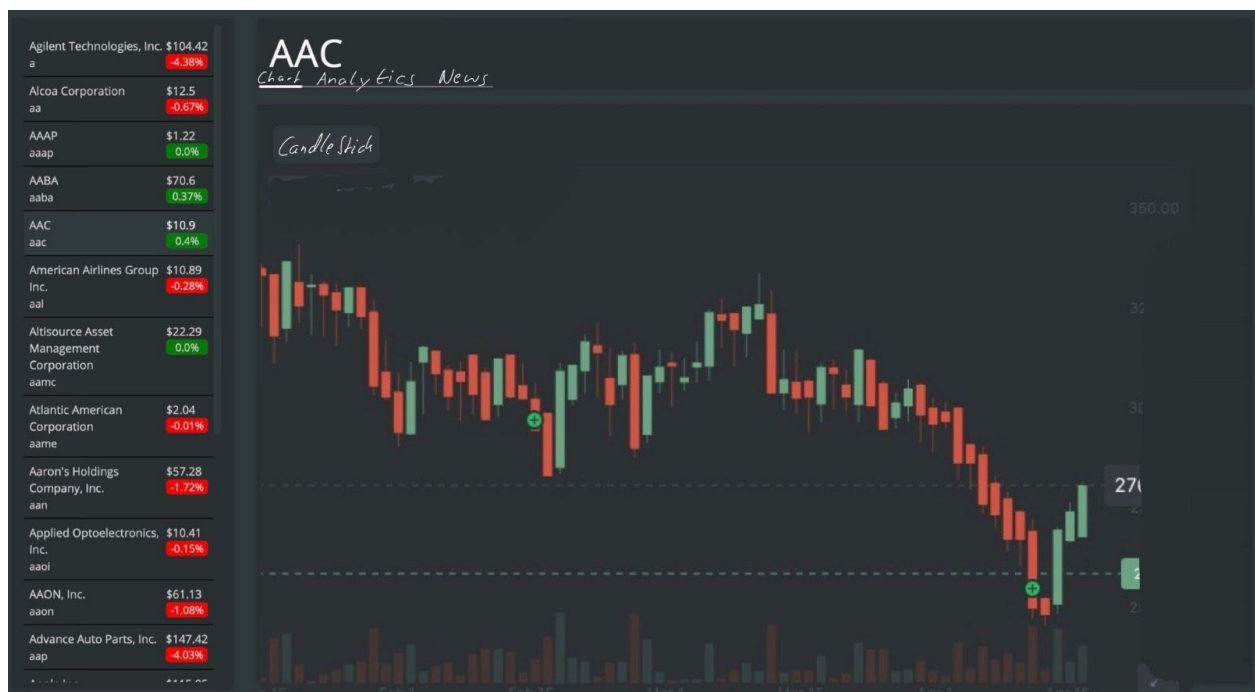 Agilent Technologies, Inc. $104.42
a -4.38%
Alcoa Corporation $12.5
aa -0.67%
AAAP $1.22
aaap 0.0%
AABA $70.6
aaba 0.37%
AAC $10.9
aac 0.4%
American Airlines Group $10.89
Inc. -0.28%
aal
Altisource Asset $22.29
Management 0.0%
Corporation
aamc
Atlantic American $2.04
Corporation -0.01%
aame
Aaron's Holdings $57.28
Company, Inc. -1.72%
aan
Applied Optoelectronics, $10.41
Inc. -0.15%
aaoi
AAON, Inc. $61.13
aaon -1.08%
Advance Auto Parts, Inc. $147.42
aap -4.03%
AAC
Chart Analytics News
CandleStick
350.00
32
30
270
2
2